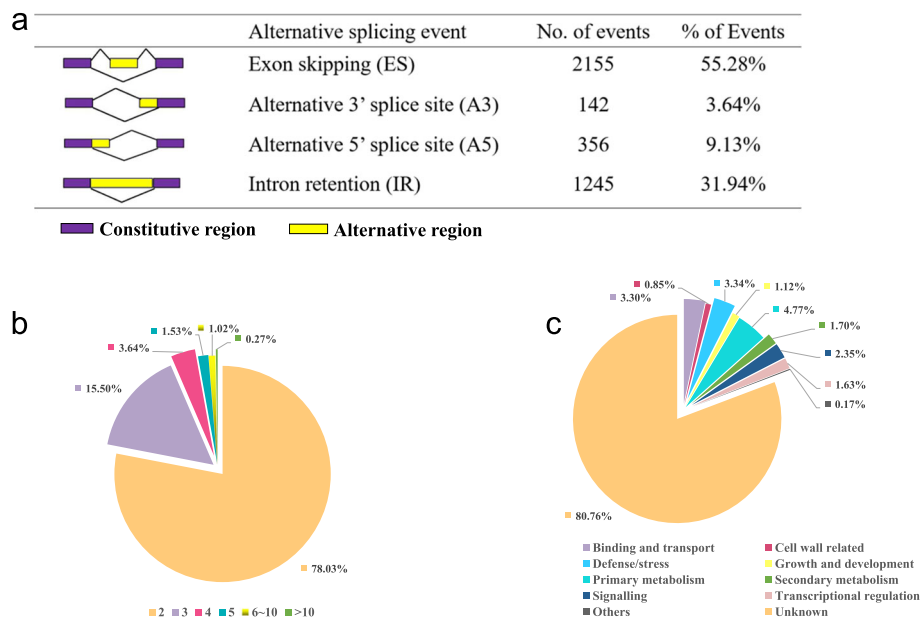 a
Alternative splicing event No. of events % of Events
Exon skipping (ES) 2155 55.28%
Alternative 3’ splice site (A3) 142 3.64%
Alternative 5’ splice site (A5) 356 9.13%
Intron retention (IR) 1245 31.94%
Constitutive region Alternative region
b
1.53% 1.02% 0.27%
3.64%
15.50%
78.03%
2 3 4 5 6~10 >10
c
3.30% 0.85% 3.34% 1.12%
4.77%
1.70%
2.35%
1.63%
0.17%
80.76%
Binding and transport Cell wall related
Defense/stress Growth and development
Primary metabolism Secondary metabolism
Signalling Transcriptional regulation
Others Unknown